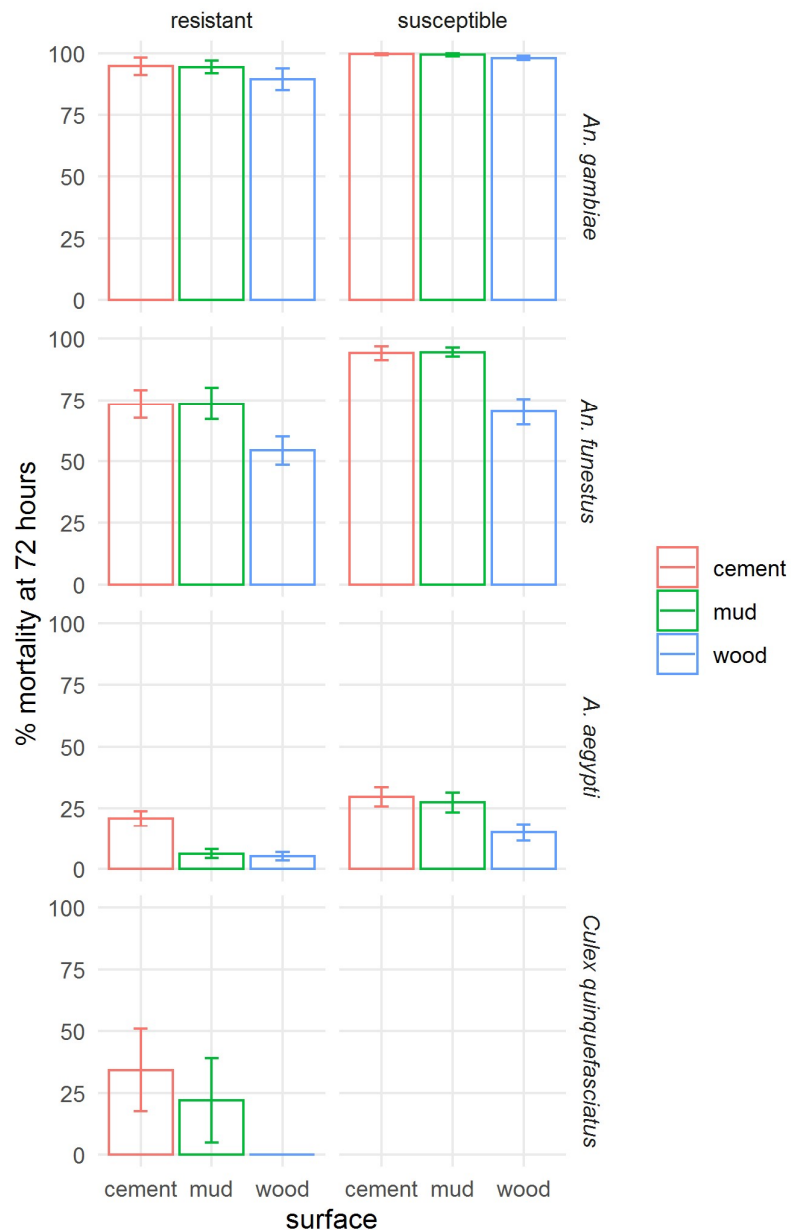 resistant
susceptible
100
75
50
25
0
An. gambiae
100
75
50
25
0
An. funestus
100
75
50
25
0
A. aegypti
100
75
50
25
0
Culex quinquefasciatus
% mortality at 72 hours
cement mud wood
cement mud wood
surface
cement
mud
wood